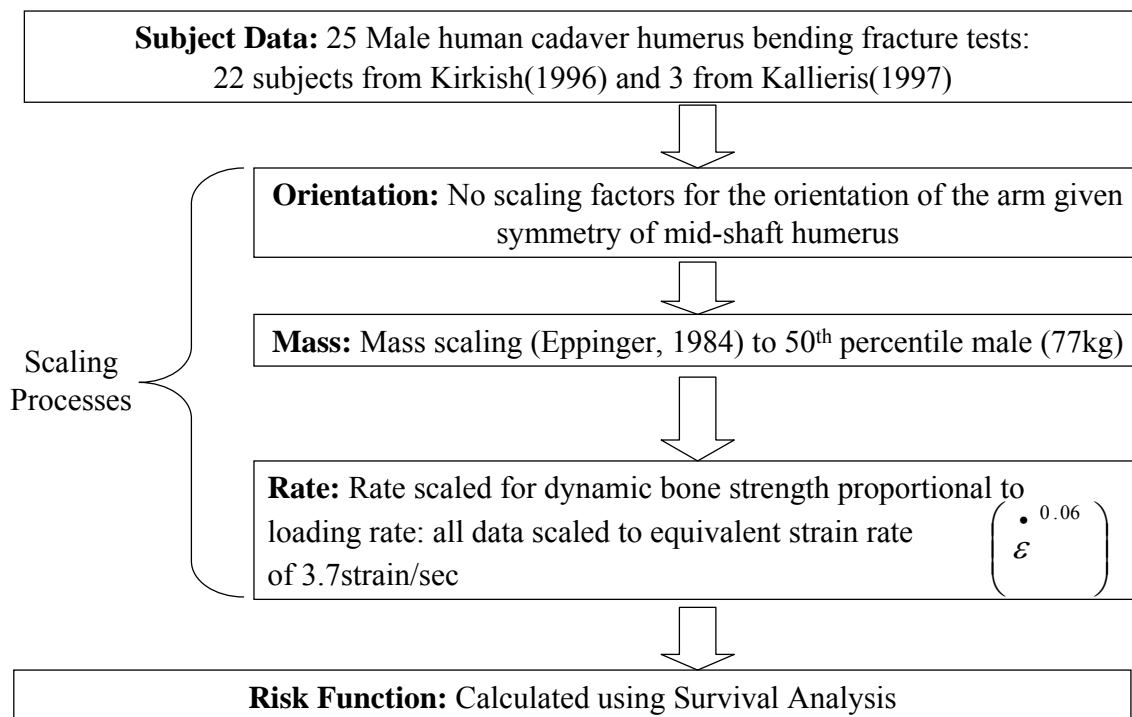 Subject Data: 25 Male human cadaver humerus bending fracture tests:
22 subjects from Kirkish(1996) and 3 from Kallieris(1997)
Orientation: No scaling factors for the orientation of the arm given
symmetry of mid-shaft humerus
Mass: Mass scaling (Eppinger, 1984) to 50th percentile male (77kg)
Scaling
Processes
Rate: Rate scaled for dynamic bone strength proportional to
loading rate: all data scaled to equivalent strain rate
of 3.7strain/sec
(ε̇ 0.06)
Risk Function: Calculated using Survival Analysis